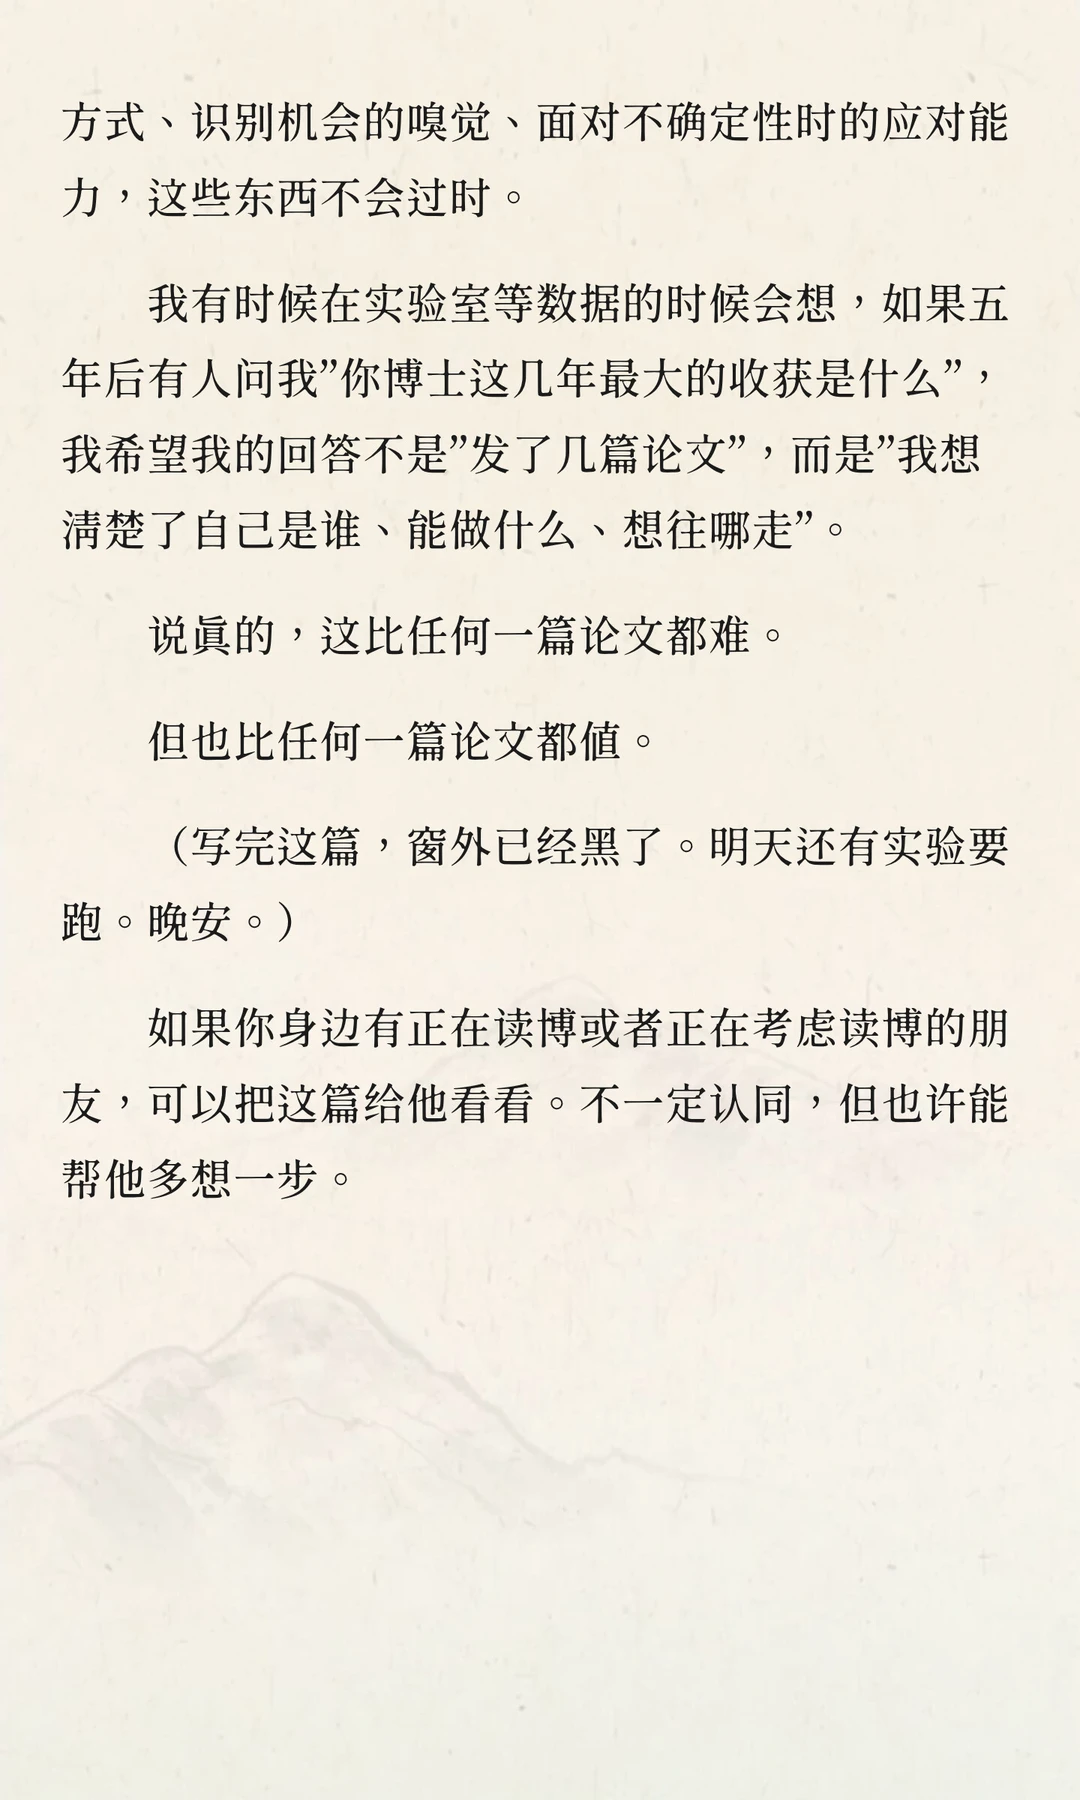 方式、识别机会的嗅觉、面对不确定性时的应对能
力，这些东西不会过时。
我有时候在实验室等数据的时候会想，如果五
年后有人问我”你博士这几年最大的收获是什么”，
我希望我的回答不是”发了几篇论文”，而是”我想
清楚了自己是谁、能做什么、想往哪走”。
说真的，这比任何一篇论文都难。
但也比任何一篇论文都值。
（写完这篇，窗外已经黑了。明天还有实验要
跑。晚安。）
如果你身边有正在读博或者正在考虑读博的朋
友，可以把这篇给他看看。不一定认同，但也许能
帮他多想一步。